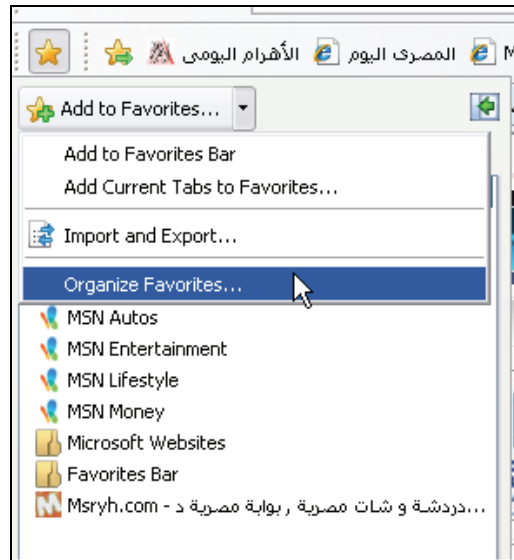 الأهرام اليومى المصرى اليوم M
Add to Favorites...
Add to Favorites Bar
Add Current Tabs to Favorites...
Import and Export...
Organize Favorites...
MSN Autos
MSN Entertainment
MSN Lifestyle
MSN Money
Microsoft Websites
Favorites Bar
Msryh.com - دردشة و شات مصرية , بوابة مصرية د...